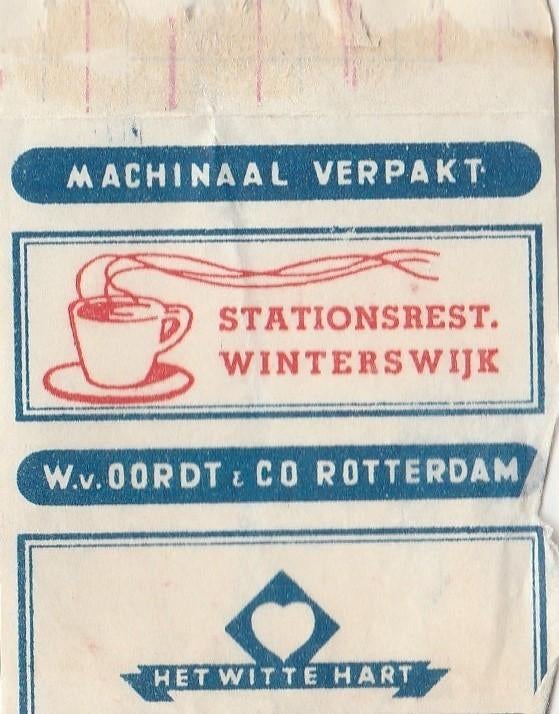 MACHINAAL VERPAKT
STATIONSREST.
WINTERSWIJK
W.v. OORDT & CO ROTTERDAM
HET WITTE HART